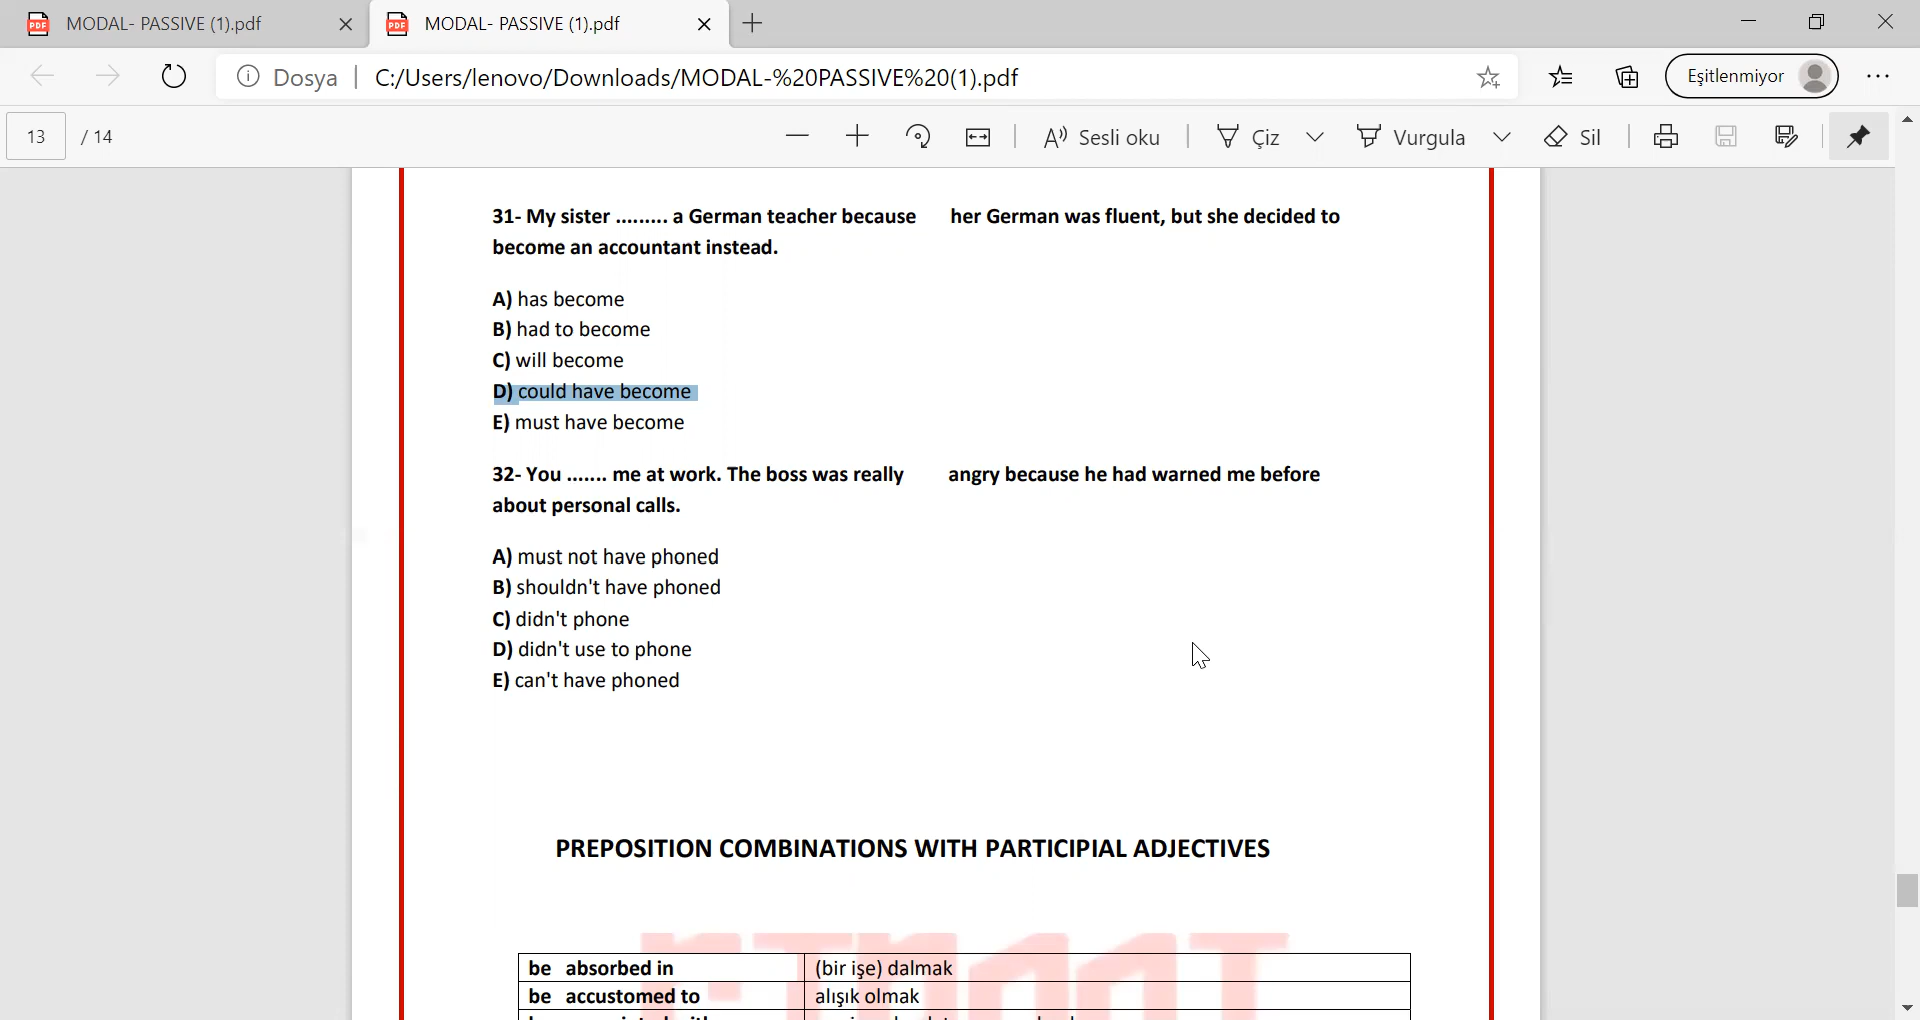 MODAL- PASSIVE (1).pdf
MODAL- PASSIVE (1).pdf
Dosya | C:/Users/lenovo/Downloads/MODAL-%20PASSIVE%20(1).pdf
Eşitlenmiyor
13 / 14
Sesli oku
Çiz
Vurgula
Sil
31- My sister ......... a German teacher because her German was fluent, but she decided to
become an accountant instead.
A) has become
B) had to become
C) will become
D) could have become
E) must have become
32- You ....... me at work. The boss was really angry because he had warned me before
about personal calls.
A) must not have phoned
B) shouldn't have phoned
C) didn't phone
D) didn't use to phone
E) can't have phoned
PREPOSITION COMBINATIONS WITH PARTICIPIAL ADJECTIVES
be absorbed in (bir işe) dalmak
be accustomed to alışık olmak